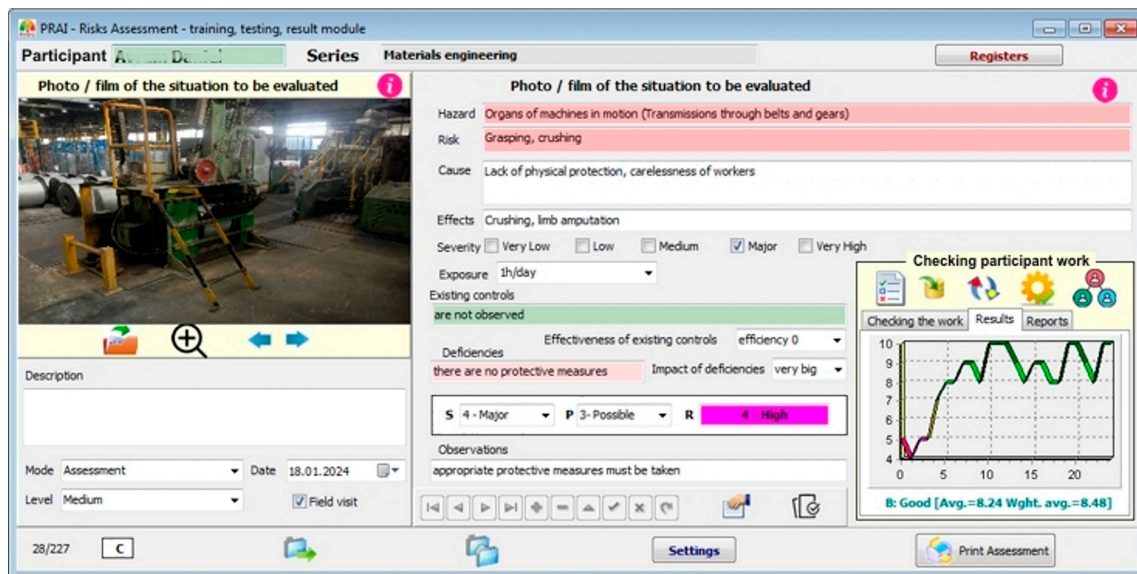 PRAI - Risks Assessment - training, testing, result module
Participant Series Materials engineering Registers
Photo / film of the situation to be evaluated
Description
Mode Assessment Date 18.01.2024
Level Medium Field visit
Photo / film of the situation to be evaluated
Hazard Organs of machines in motion (Transmissions through belts and gears)
Risk Grasping, crushing
Cause Lack of physical protection, carelessness of workers
Effects Crushing, limb amputation
Severity Very Low Low Medium Major Very High
Exposure 1h/day
Existing controls
are not observed
Effectiveness of existing controls efficiency 0
Deficiencies
there are no protective measures Impact of deficiencies very big
S 4 - Major P 3- Possible R 4 - High
Observations
appropriate protective measures must be taken
Checking participant work
Checking the work Results Reports
10
9
8
7
6
5
4
0 5 10 15 20
B: Good [Avg.=8.24 Wght. avg.=8.48]
28/227 C Settings Print Assessment